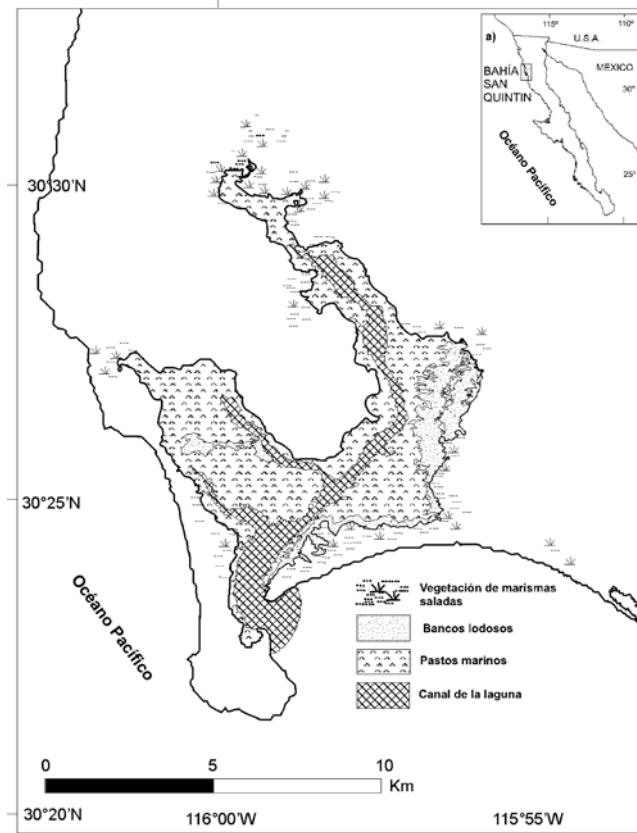 a)
115°
110°
U.S.A.
MEXICO
BAHÍA
SAN
QUINTIN
30°
25°
Océano Pacífico
30°30'N
30°25'N
Océano Pacífico
Vegetación de marismas
saladas
Bancos lodosos
Pastos marinos
Canal de la laguna
0
5
10
Km
30°20'N
116°00'W
115°55'W